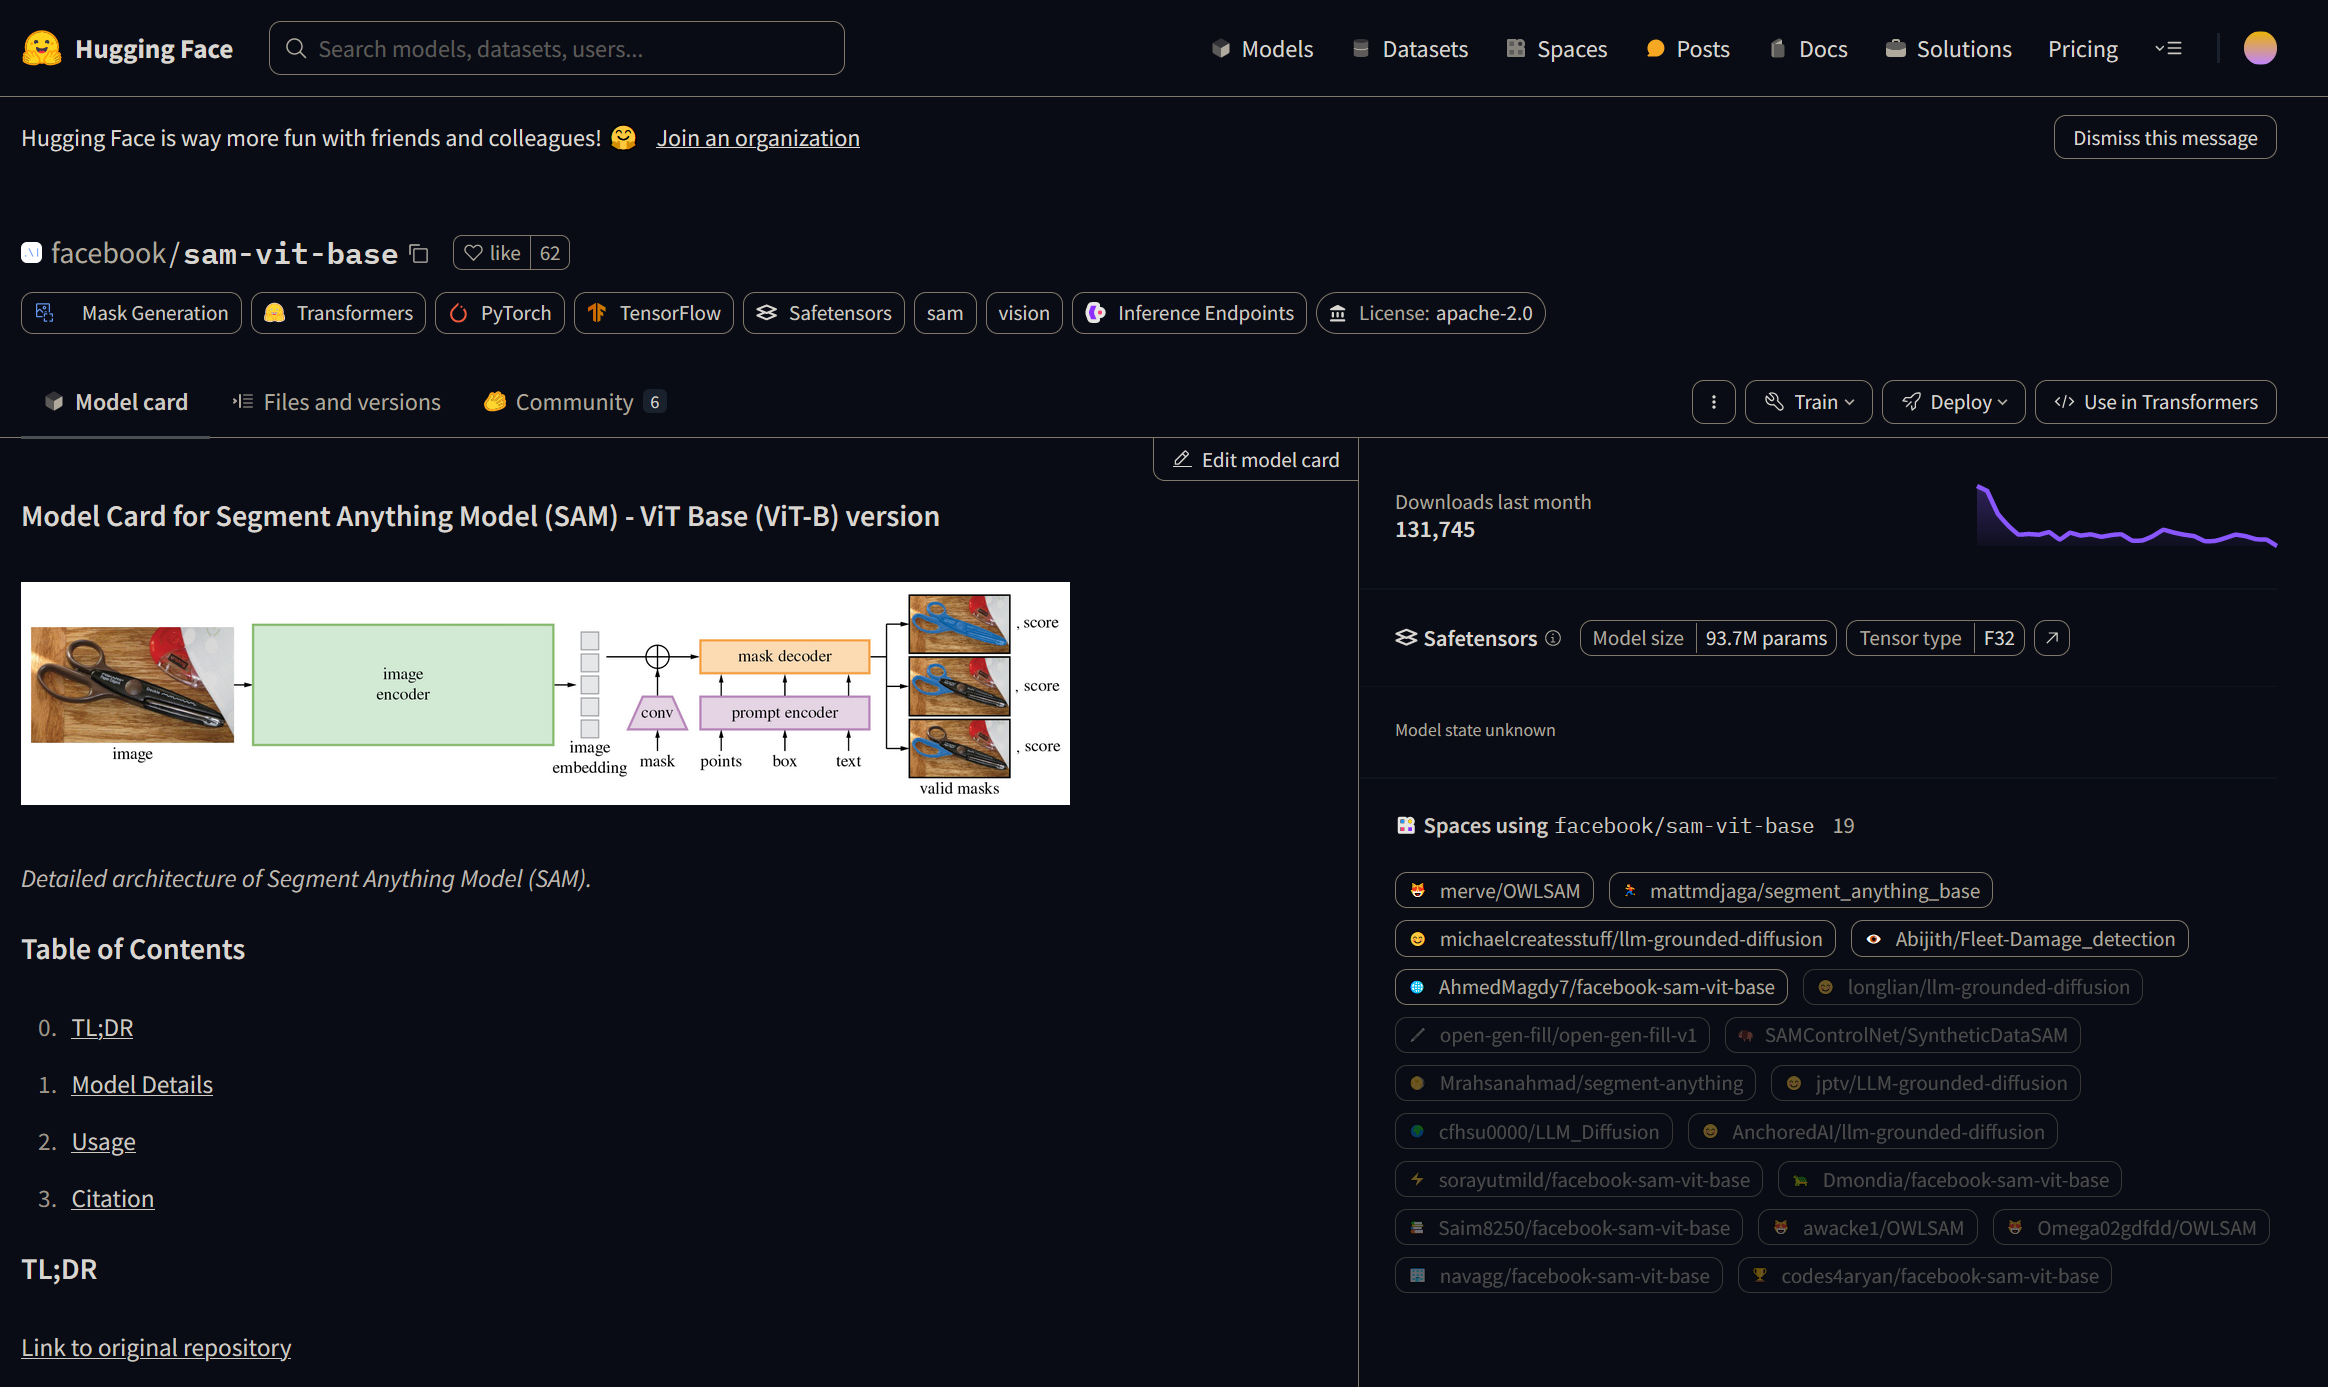 Hugging Face
Search models, datasets, users...
Models
Datasets
Spaces
Posts
Docs
Solutions
Pricing
Hugging Face is way more fun with friends and colleagues! 🤗 Join an organization
Dismiss this message
facebook/sam-vit-base
like 62
Mask Generation
Transformers
PyTorch
TensorFlow
Safetensors
sam
vision
Inference Endpoints
License: apache-2.0
Model card
Files and versions
Community 6
Train
Deploy
Use in Transformers
Edit model card
Model Card for Segment Anything Model (SAM) - ViT Base (ViT-B) version
image
image
encoder
image
embedding
conv
mask
mask decoder
prompt encoder
points
box
text
, score
, score
, score
valid masks
Detailed architecture of Segment Anything Model (SAM).
Table of Contents
0. TL;DR
1. Model Details
2. Usage
3. Citation
TL;DR
Link to original repository
Downloads last month
131,745
Safetensors
Model size 93.7M params
Tensor type F32
Model state unknown
Spaces using facebook/sam-vit-base 19
merve/OWLSAM
mattmdjaga/segment_anything_base
michaelcreatesstuff/llm-grounded-diffusion
Abijith/Fleet-Damage_detection
AhmedMagdy7/facebook-sam-vit-base
longlian/llm-grounded-diffusion
open-gen-fill/open-gen-fill-v1
SAMControlNet/SyntheticDataSAM
Mrahsanahmad/segment-anything
jptv/LLM-grounded-diffusion
cfhsu0000/LLM_Diffusion
AnchoredAI/llm-grounded-diffusion
sorayutmild/facebook-sam-vit-base
Dmondia/facebook-sam-vit-base
Saim8250/facebook-sam-vit-base
awacke1/OWLSAM
Omega02gdfdd/OWLSAM
navagg/facebook-sam-vit-base
codes4aryan/facebook-sam-vit-base